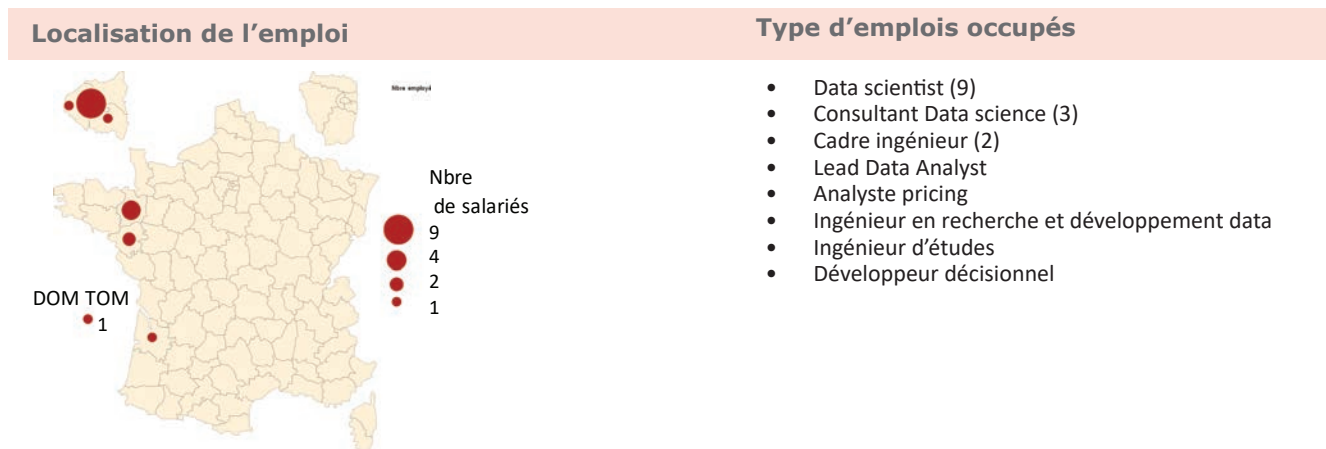 Localisation de l’emploi
Nbre employé
Nbre
de salariés
9
4
2
1
DOM TOM
1
Type d’emplois occupés
• Data scientist (9)
• Consultant Data science (3)
• Cadre ingénieur (2)
• Lead Data Analyst
• Analyste pricing
• Ingénieur en recherche et développement data
• Ingénieur d’études
• Développeur décisionnel